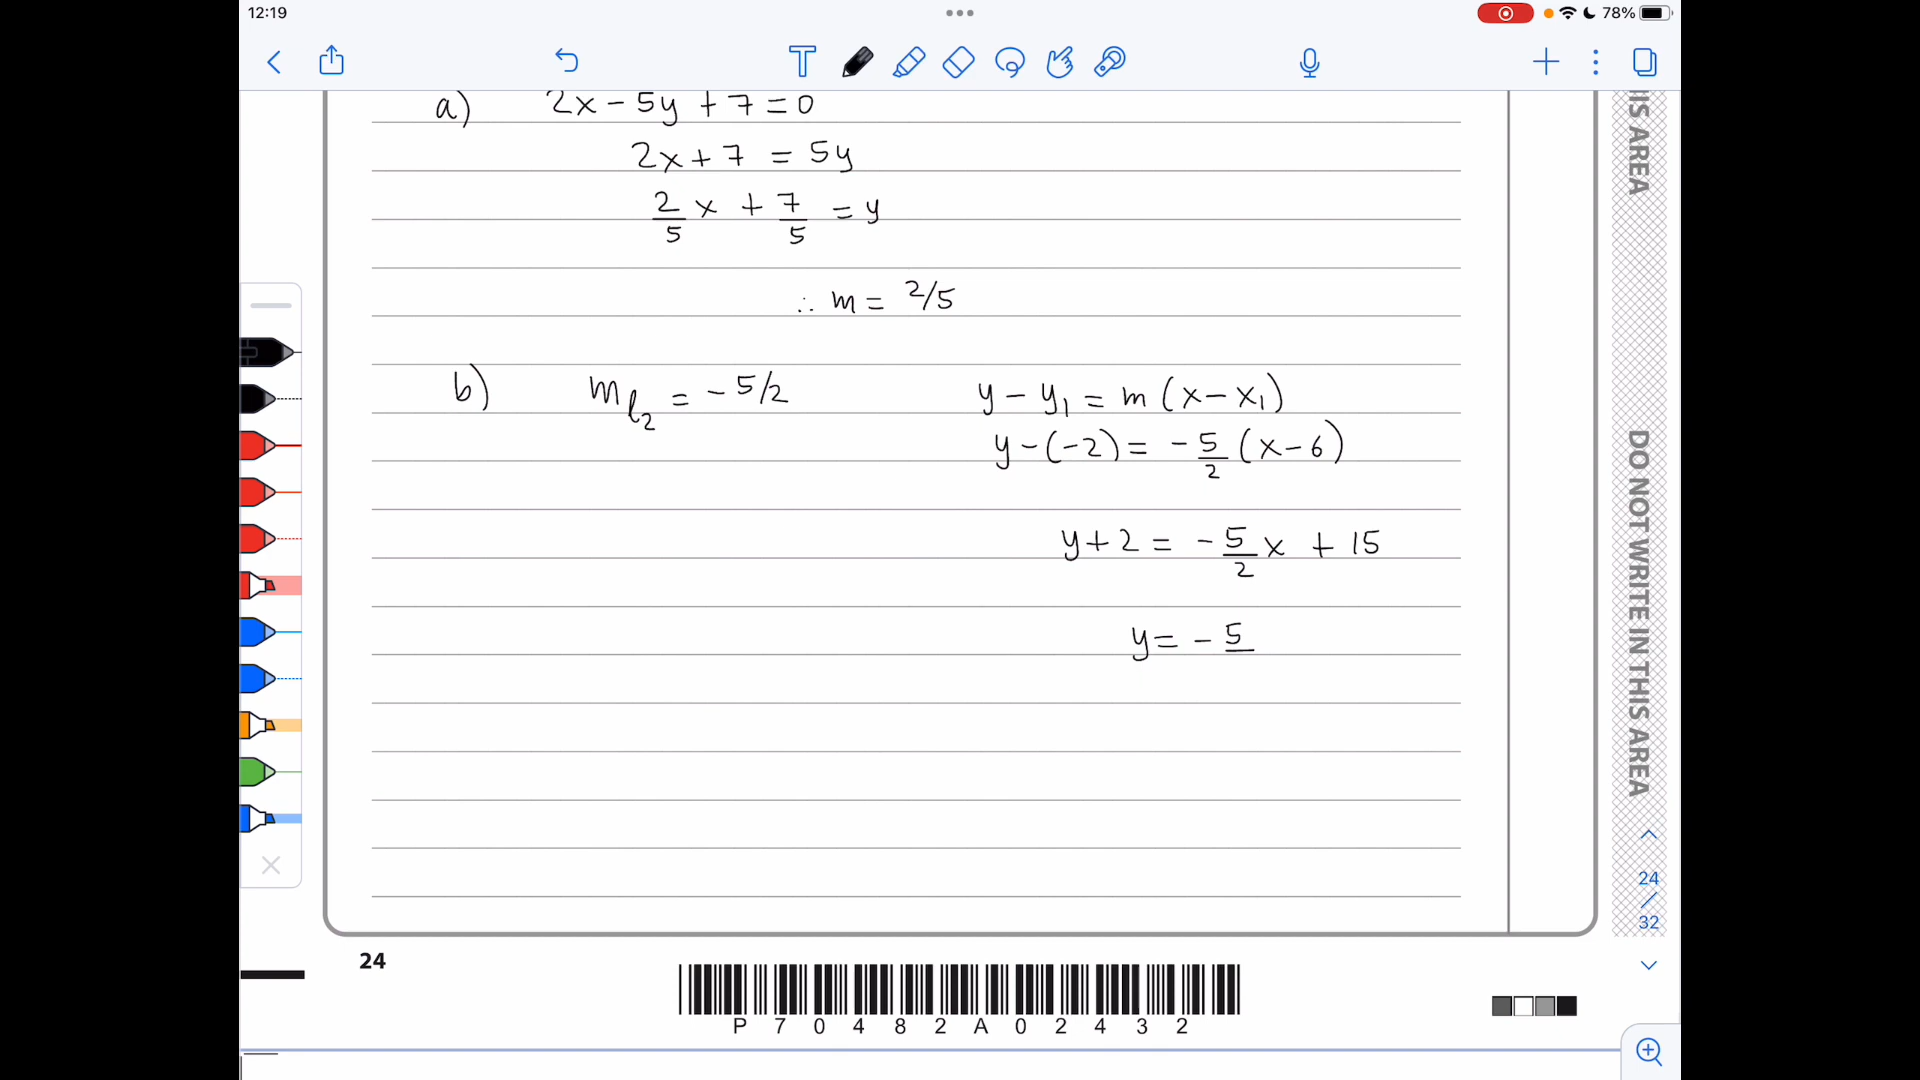 12:19
78%
a) 2x - 5y + 7 = 0
2x + 7 = 5y
2/5 x + 7/5 = y
∴ m = 2/5
b) m l₂ = - 5/2
y - y₁ = m (x - x₁)
y - (-2) = - 5/2 (x - 6)
y + 2 = - 5/2 x + 15
y = - 5
IS AREA
DO NOT WRITE IN THIS AREA
24
/
32
24
P 7 0 4 8 2 A 0 2 4 3 2